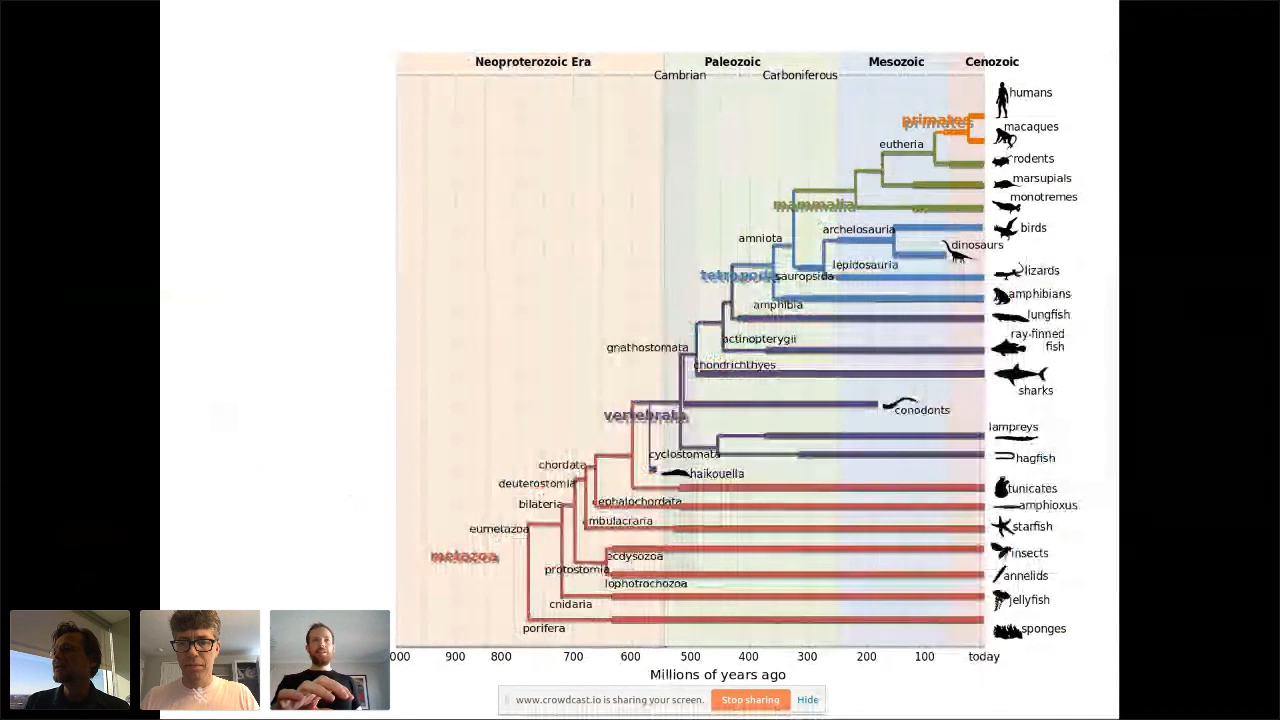 Neoproterozoic Era Paleozoic Mesozoic Cenozoic
Cambrian Carboniferous
humans
primates
macaques
eutheria
rodents
marsupials
mammalia
monotremes
archelosauria
birds
amniota
dinosaurs
lepidosauria
tetropoda sauropsida
lizards
amphibia
amphibians
lungfish
actinopterygii
ray-finned
fish
gnathostomata
chondrichthyes
sharks
vertebrata
conodonts
lampreys
cyclostomata
hagfish
chordata
haikouella
deuterostomia
tunicates
bilateria
cephalochordata
amphioxus
eumetazoa
ambulacraria
starfish
metazoa
ecdysozoa
insects
protostomia
annelids
lophotrochozoa
cnidaria
jellyfish
porifera
sponges
000 900 800 700 600 500 400 300 200 100 today
Millions of years ago
www.crowdcast.io is sharing your screen. Stop sharing Hide